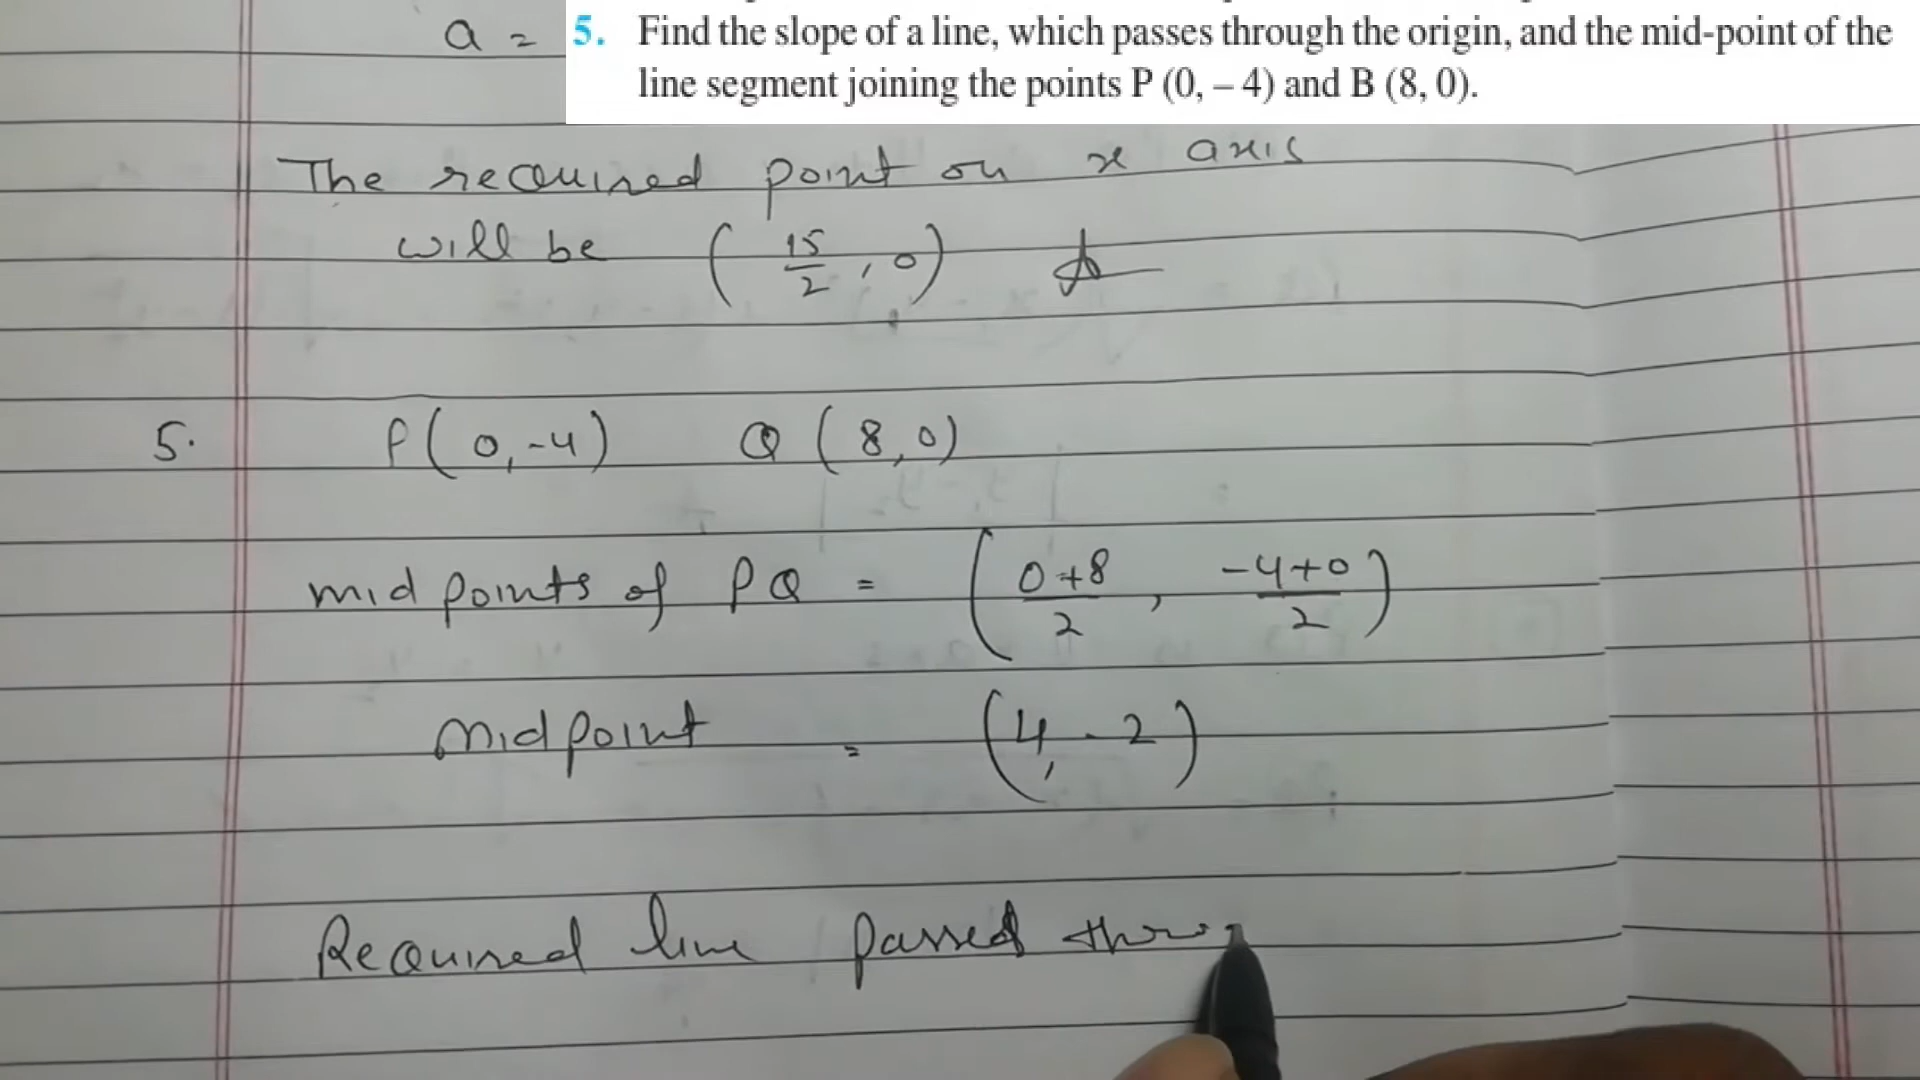 a =
5. Find the slope of a line, which passes through the origin, and the mid-point of the
line segment joining the points P (0, – 4) and B (8, 0).
The required point on x axis
will be ( 15/2 , 0 )
5. P( 0, -4 ) Q ( 8, 0 )
mid points of PQ = ( 0+8/2 , -4+0/2 )
Midpoint = ( 4, -2 )
Required line passed thro